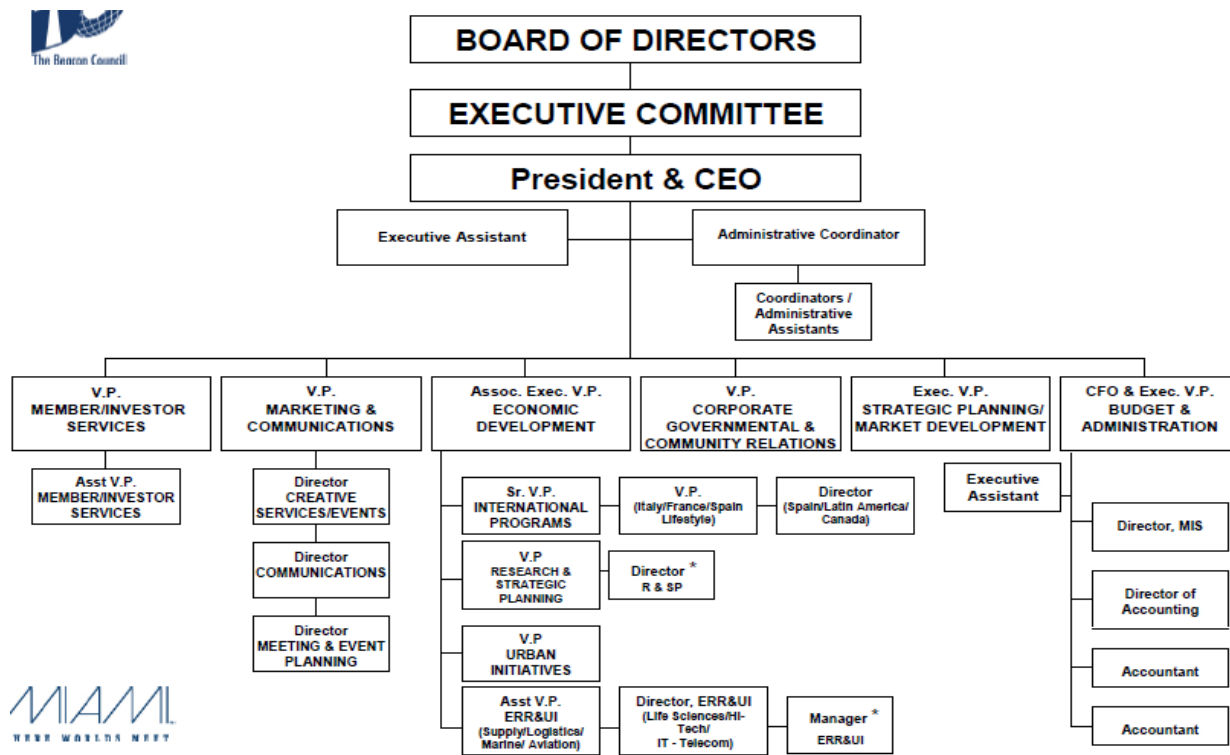 The Beacon Council
BOARD OF DIRECTORS
EXECUTIVE COMMITTEE
President & CEO
Executive Assistant
Administrative Coordinator
Coordinators /
Administrative
Assistants
V.P.
MEMBER/INVESTOR
SERVICES
V.P.
MARKETING &
COMMUNICATIONS
Assoc. Exec. V.P.
ECONOMIC
DEVELOPMENT
V.P.
CORPORATE
GOVERNMENTAL &
COMMUNITY RELATIONS
Exec. V.P.
STRATEGIC PLANNING/
MARKET DEVELOPMENT
CFO & Exec. V.P.
BUDGET &
ADMINISTRATION
Asst V.P.
MEMBER/INVESTOR
SERVICES
Director
CREATIVE
SERVICES/EVENTS
Director
COMMUNICATIONS
Director
MEETING & EVENT
PLANNING
Sr. V.P.
INTERNATIONAL
PROGRAMS
V.P.
(Italy/France/Spain
Lifestyle)
Director
(Spain/Latin America/
Canada)
V.P
RESEARCH &
STRATEGIC
PLANNING
Director *
R & SP
V.P
URBAN
INITIATIVES
Asst V.P.
ERR&UI
(Supply/Logistics/
Marine/ Aviation)
Director, ERR&UI
(Life Sciences/Hi-
Tech/
IT - Telecom)
Manager *
ERR&UI
Executive
Assistant
Director, MIS
Director of
Accounting
Accountant
Accountant
MIAMI
WHERE WORLDS MEET